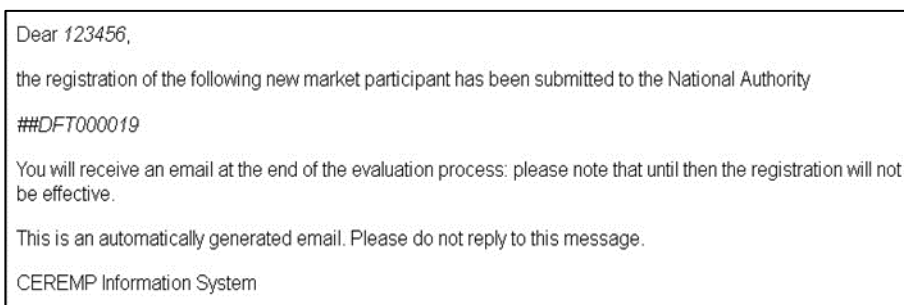 Dear 123456,
the registration of the following new market participant has been submitted to the National Authority
##DFT000019
You will receive an email at the end of the evaluation process: please note that until then the registration will not
be effective.
This is an automatically generated email. Please do not reply to this message.
CEREMP Information System